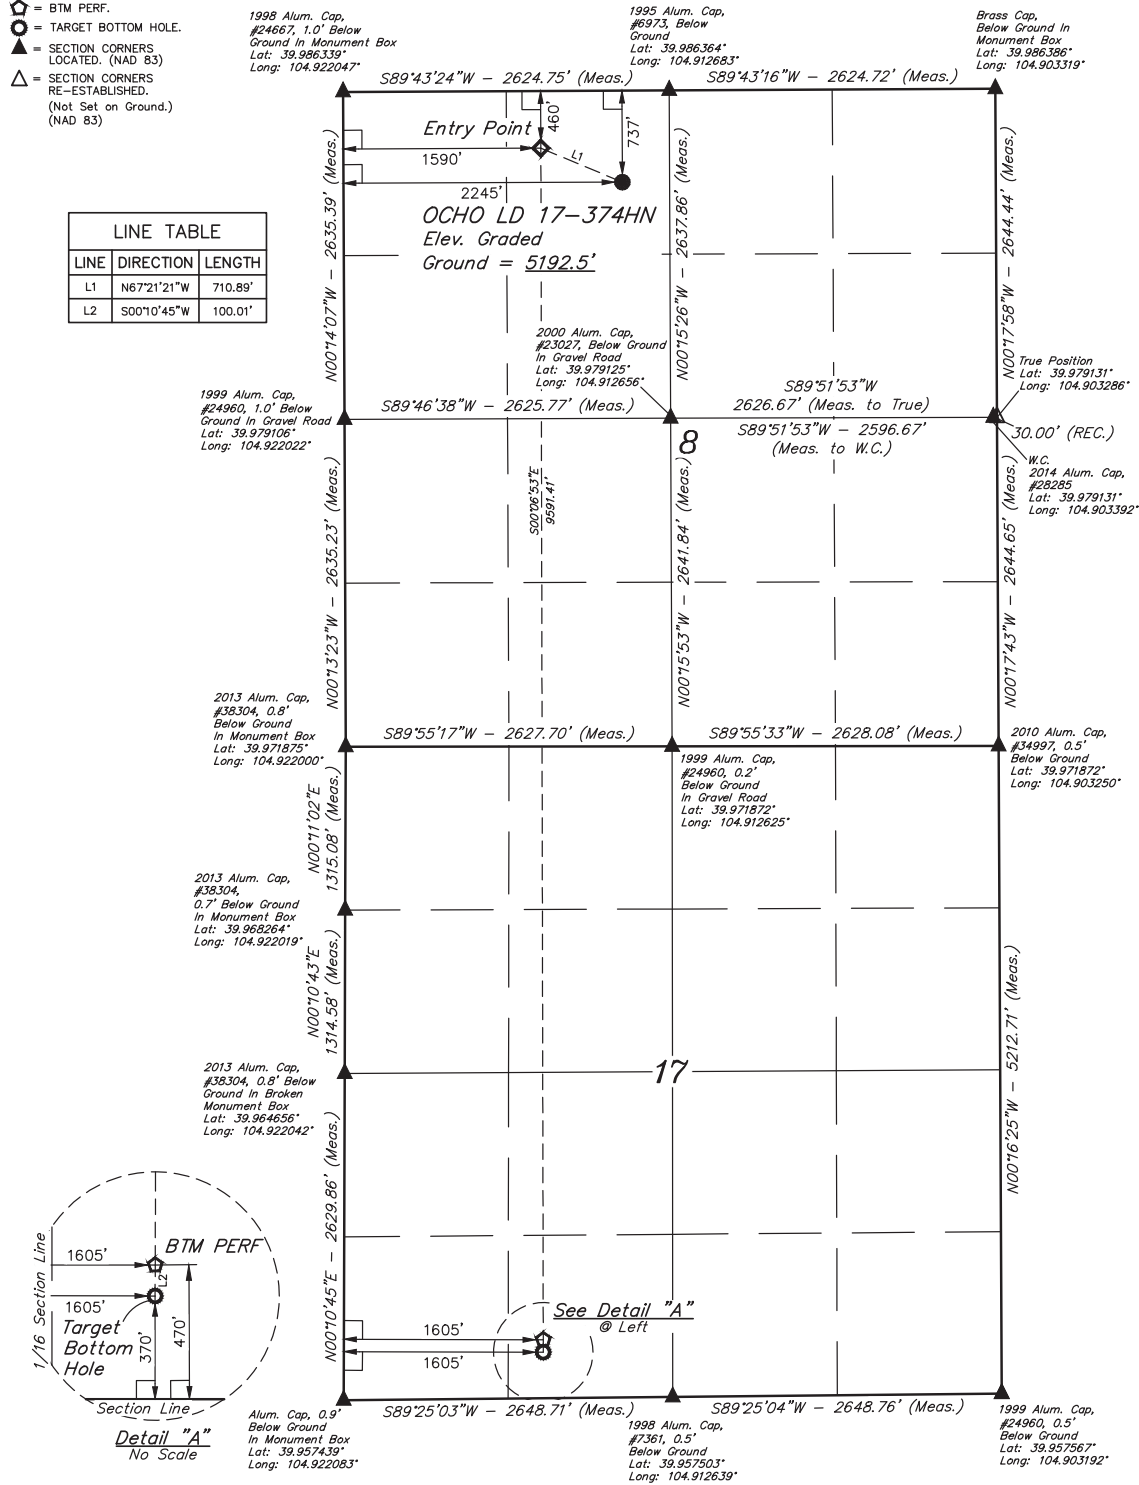 = BTM PERF.
= TARGET BOTTOM HOLE.
= SECTION CORNERS
LOCATED. (NAD 83)
= SECTION CORNERS
RE-ESTABLISHED.
(Not Set on Ground.)
(NAD 83)
1998 Alum. Cap,
#24667, 1.0' Below
Ground In Monument Box
Lat: 39.986339°
Long: 104.922047°
1995 Alum. Cap,
#6973, Below
Ground
Lat: 39.986364°
Long: 104.912683°
Brass Cap,
Below Ground In
Monument Box
Lat: 39.986386°
Long: 104.903319°
S89°43'24"W - 2624.75' (Meas.)
S89°43'16"W - 2624.72' (Meas.)
460'
737'
Entry Point
1590'
L1
2245'
OCHO LD 17-374HN
Elev. Graded
Ground = 5192.5'
N00°14'07"W - 2635.39' (Meas.)
N00°15'26"W - 2637.86' (Meas.)
N00°17'58"W - 2644.44' (Meas.)
LINE TABLE
LINE DIRECTION LENGTH
L1 N67°21'21"W 710.89'
L2 S00°10'45"W 100.01'
2000 Alum. Cap,
#23027, Below Ground
In Gravel Road
Lat: 39.979125°
Long: 104.912656°
True Position
Lat: 39.979131°
Long: 104.903286°
1999 Alum. Cap,
#24960, 1.0' Below
Ground In Gravel Road
Lat: 39.979106°
Long: 104.922022°
S89°46'38"W - 2625.77' (Meas.)
S89°51'53"W
2626.67' (Meas. to True)
S89°51'53"W - 2596.67'
(Meas. to W.C.)
30.00' (REC.)
8
W.C.
2014 Alum. Cap,
#28285
Lat: 39.979131°
Long: 104.903392°
S00°06'53"E
9591.41'
N00°13'23"W - 2635.23' (Meas.)
N00°15'53"W - 2641.84' (Meas.)
N00°17'43"W - 2644.65' (Meas.)
2013 Alum. Cap,
#38304, 0.8'
Below Ground
In Monument Box
Lat: 39.971875°
Long: 104.922000°
S89°55'17"W - 2627.70' (Meas.)
S89°55'33"W - 2628.08' (Meas.)
2010 Alum. Cap,
#34997, 0.5'
Below Ground
Lat: 39.971872°
Long: 104.903250°
1999 Alum. Cap,
#24960, 0.2'
Below Ground
In Gravel Road
Lat: 39.971872°
Long: 104.912625°
N00°11'02"E
1315.08' (Meas.)
2013 Alum. Cap,
#38304,
0.7' Below Ground
In Monument Box
Lat: 39.968264°
Long: 104.922019°
N00°10'43"E
1314.58' (Meas.)
N00°16'25"W - 5212.71' (Meas.)
17
2013 Alum. Cap,
#38304, 0.8' Below
Ground In Broken
Monument Box
Lat: 39.964656°
Long: 104.922042°
N00°10'45"E - 2629.86' (Meas.)
1/16 Section Line
1605'
BTM PERF
L2
1605'
Target
Bottom
Hole
370'
470'
Section Line
Detail "A"
No Scale
See Detail "A"
@ Left
1605'
1605'
S89°25'03"W - 2648.71' (Meas.)
S89°25'04"W - 2648.76' (Meas.)
Alum. Cap, 0.9'
Below Ground
In Monument Box
Lat: 39.957439°
Long: 104.922083°
1998 Alum. Cap,
#7361, 0.5'
Below Ground
Lat: 39.957503°
Long: 104.912639°
1999 Alum. Cap,
#24960, 0.5'
Below Ground
Lat: 39.957567°
Long: 104.903192°